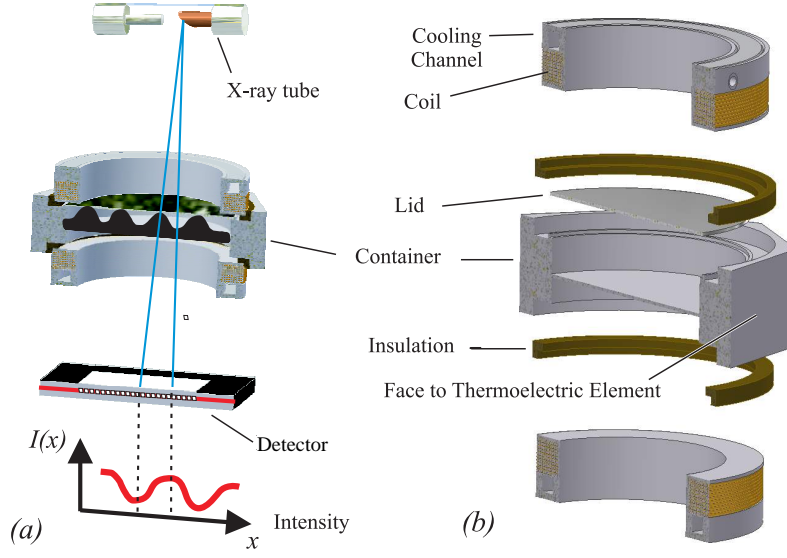 X-ray tube
Container
Detector
I(x)
Intensity
x
(a)
Cooling
Channel
Coil
Lid
Insulation
Face to Thermoelectric Element
(b)